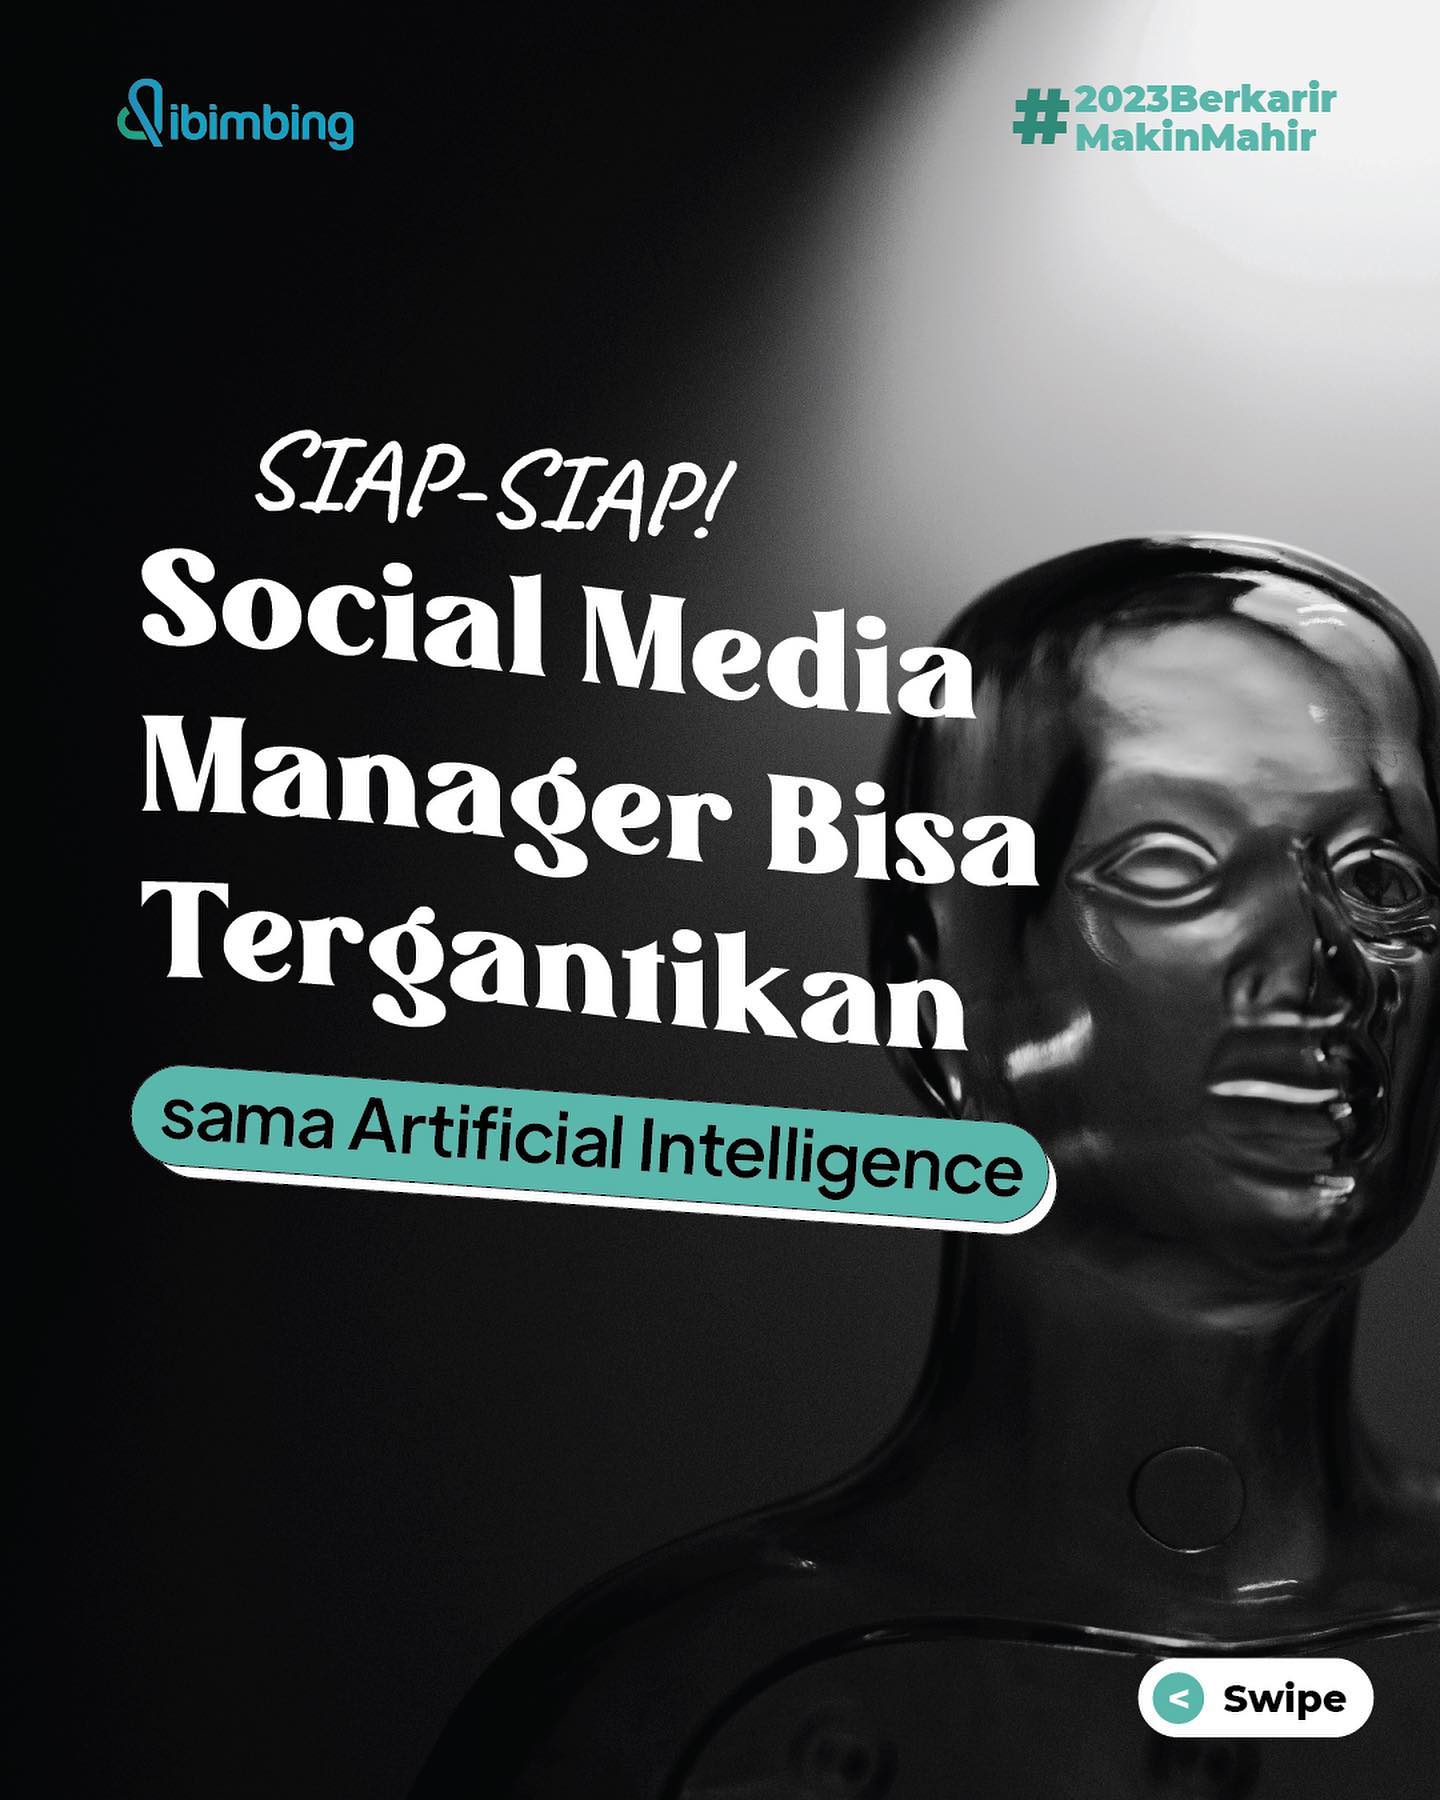 ibimbing
#2023Berkarir
MakinMahir
SIAP-SIAP!
Social Media
Manager Bisa
Tergantikan
sama Artificial Intelligence
< Swipe